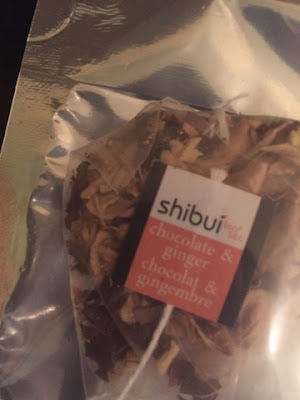 shibui
chocolate &
ginger
chocolat &
gingembre